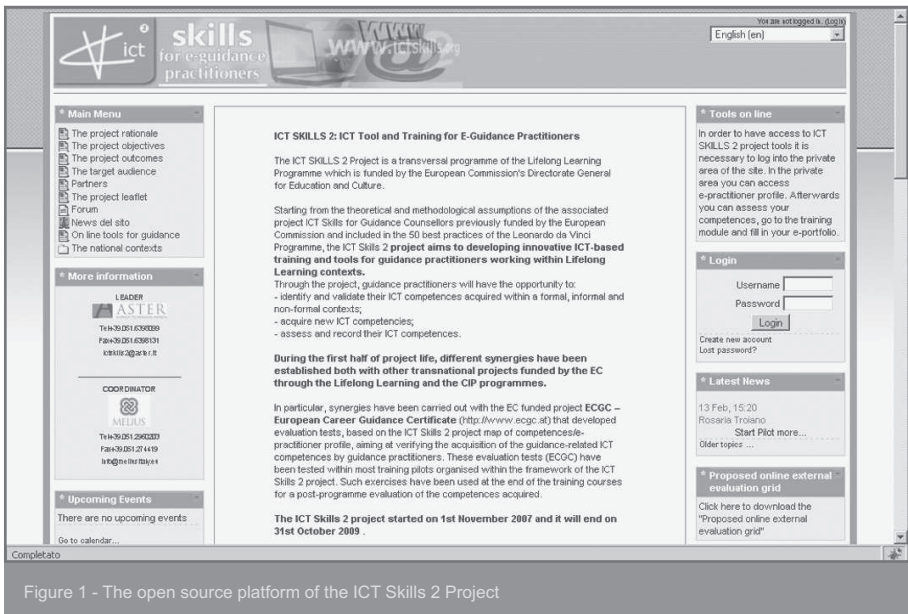 You are not logged in. (Login)
English (en)
ict 2
skills
for e-guidance
practitioners
www.ictskills.org
Main Menu
The project rationale
The project objectives
The project outcomes
The target audience
Partners
The project leaflet
Forum
News del sito
On line tools for guidance
The national contexts
More information
LEADER
ASTER
Tel+39.051.6398099
Fax+39.051.6398131
ictskills2@aster.it
COORDINATOR
MELIUS
Fax+39.051.274419
Upcoming Events
There are no upcoming events
Go to calendar...
ICT SKILLS 2: ICT Tool and Training for E-Guidance Practitioners
The ICT SKILLS 2 Project is a transversal programme of the Lifelong Learning
Programme which is funded by the European Commission's Directorate General
for Education and Culture.
Starting from the theoretical and methodological assumptions of the associated
project ICT Skills for Guidance Counsellors previously funded by the European
Commission and included in the 50 best practices of the Leonardo da Vinci
Programme, the ICT Skills 2 project aims to developing innovative ICT-based
training and tools for guidance practitioners working within Lifelong
Learning contexts.
Through the project, guidance practitioners will have the opportunity to:
- identify and validate their ICT competences acquired within a formal, informal and
non-formal contexts;
- acquire new ICT competencies;
- assess and record their ICT competences.
During the first half of project life, different synergies have been
established both with other transnational projects funded by the EC
through the Lifelong Learning and the CIP programmes.
In particular, synergies have been carried out with the EC funded project ECGC –
European Career Guidance Certificate (http://www.ecgc.at) that developed
evaluation tests, based on the ICT Skills 2 project map of competences/e-
practitioner profile, aiming at verifying the acquisition of the guidance-related ICT
competences by guidance practitioners. These evaluation tests (ECGC) have
been tested within most training pilots organised within the framework of the ICT
Skills 2 project. Such exercises have been used at the end of the training courses
for a post-programme evaluation of the competences acquired.
The ICT Skills 2 project started on 1st November 2007 and it will end on
31st October 2009 .
Tools on line
In order to have access to ICT
SKILLS 2 project tools it is
necessary to log into the private
area of the site. In the private
area you can access
e-practitioner profile. Afterwards
you can assess your
competences, go to the training
module and fill in your e-portfolio.
Login
Username
Password
Login
Create new account
Lost password?
Latest News
13 Feb, 15:20
Rosaria Troiano
Start Pilot more...
Older topics ...
Proposed online external
evaluation grid
Click here to download the
"Proposed online external
evaluation grid"
Completato
Figure 1 - The open source platform of the ICT Skills 2 Project